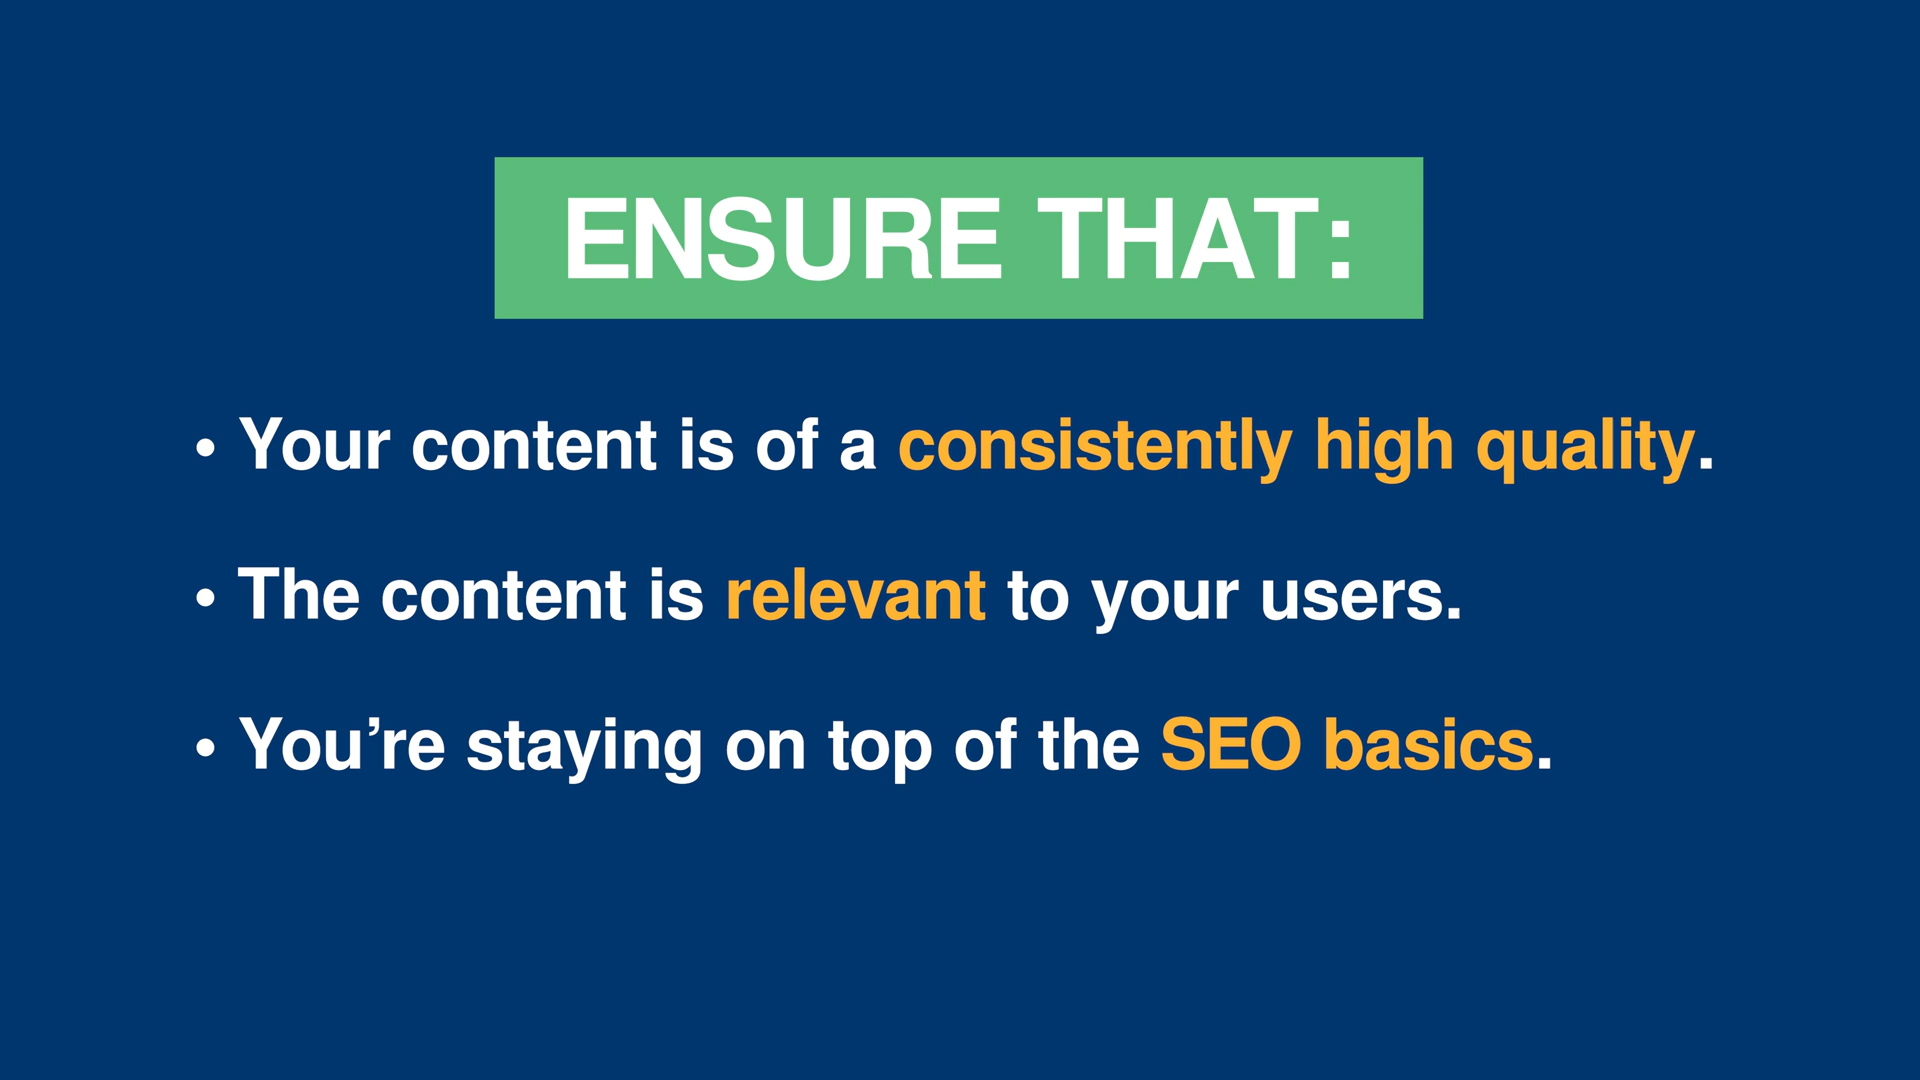 ENSURE THAT:
• Your content is of a consistently high quality.
• The content is relevant to your users.
• You’re staying on top of the SEO basics.